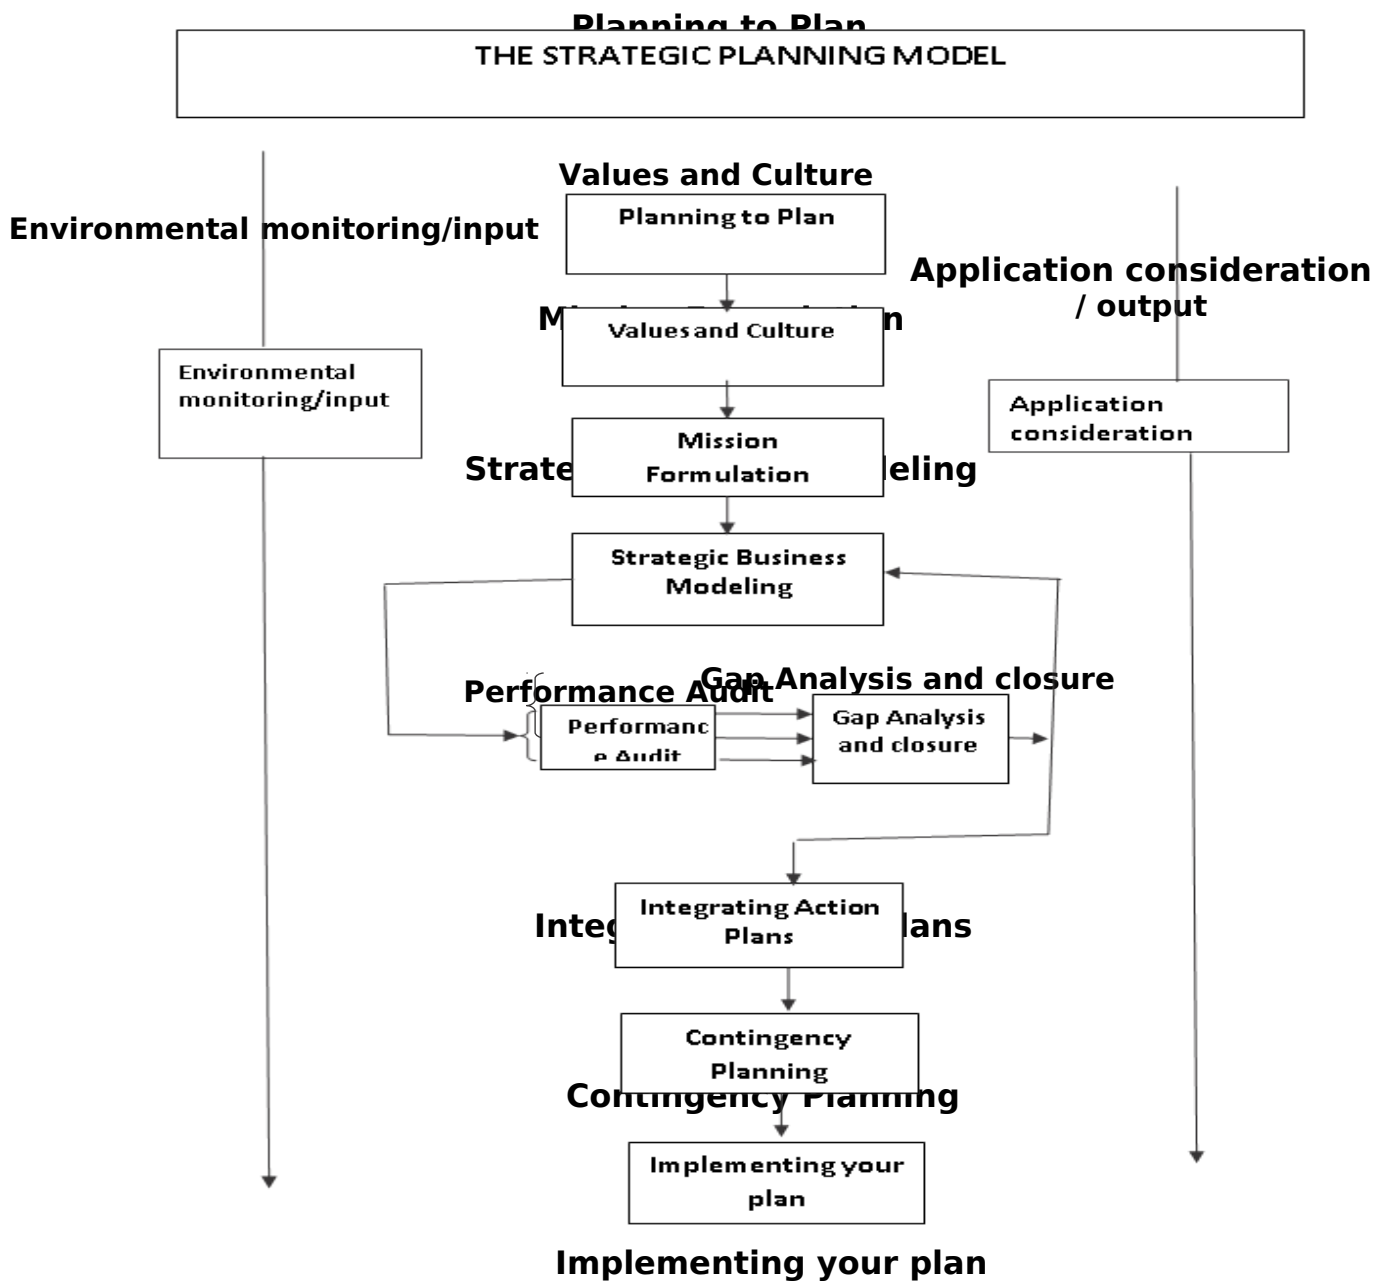 Planning to Plan
THE STRATEGIC PLANNING MODEL
Values and Culture
Planning to Plan
Environmental monitoring/input
Application consideration
/ output
Values and Culture
Environmental
monitoring/input
Application
consideration
Mission
Formulation
Strate
eling
Strategic Business
Modeling
Gap Analysis and closure
Performance Audit
Performanc
e Audit
Gap Analysis
and closure
Integrating Action
Plans
Integ
lans
Contingency
Planning
Contingency Planning
Implementing your
plan
Implementing your plan